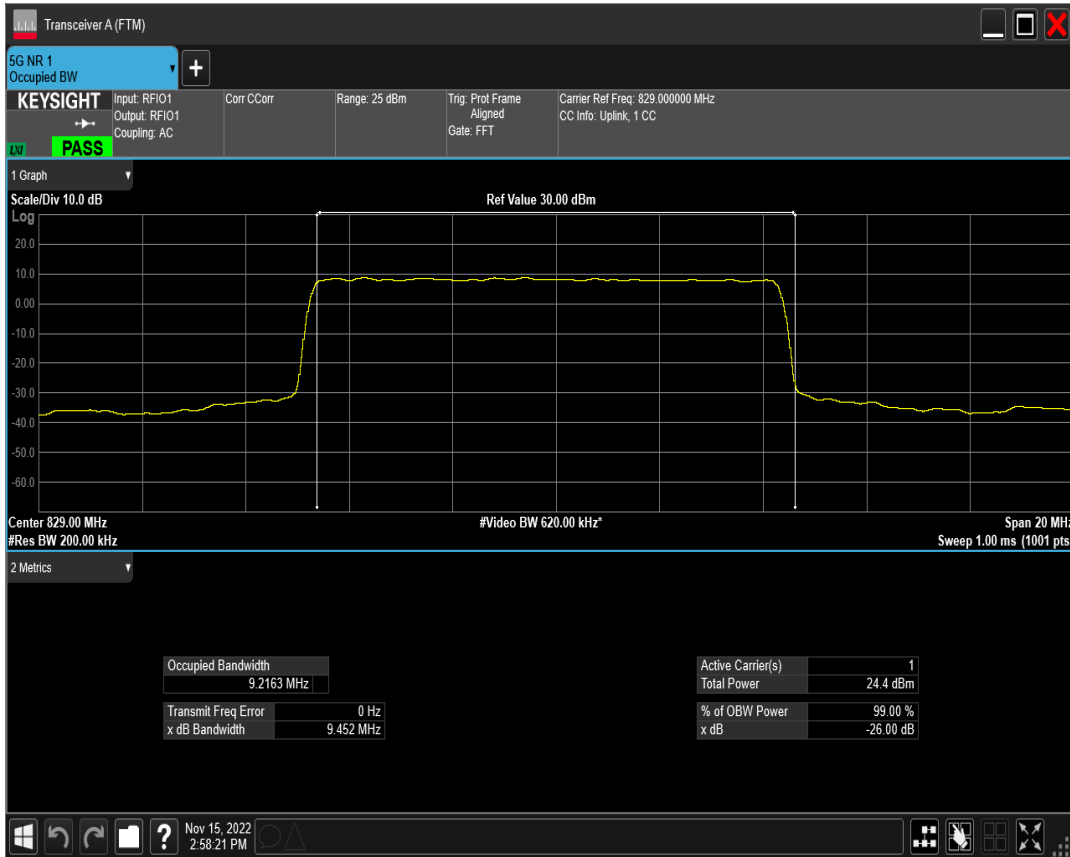 Transceiver A (FTM)
5G NR 1
Occupied BW
+
KEYSIGHT
LXI
PASS
Input: RFIO1
Output: RFIO1
Coupling: AC
Corr CCorr
Range: 25 dBm
Trig: Prot Frame
Aligned
Gate: FFT
Carrier Ref Freq: 829.000000 MHz
CC Info: Uplink, 1 CC
1 Graph
Scale/Div 10.0 dB
Ref Value 30.00 dBm
Log
20.0
10.0
0.00
-10.0
-20.0
-30.0
-40.0
-50.0
-60.0
Center 829.00 MHz
#Video BW 620.00 kHz*
Span 20 MHz
#Res BW 200.00 kHz
Sweep 1.00 ms (1001 pts
2 Metrics
Occupied Bandwidth
9.2163 MHz
Transmit Freq Error 0 Hz
x dB Bandwidth 9.452 MHz
Active Carrier(s) 1
Total Power 24.4 dBm
% of OBW Power 99.00 %
x dB -26.00 dB
?
Nov 15, 2022
2:58:21 PM